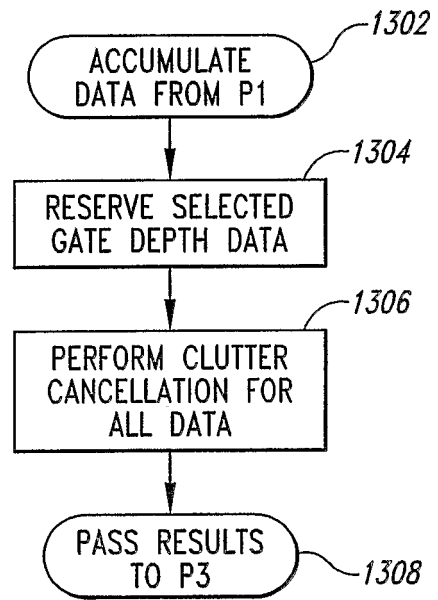 1302
ACCUMULATE
DATA FROM P1
1304
RESERVE SELECTED
GATE DEPTH DATA
1306
PERFORM CLUTTER
CANCELLATION FOR
ALL DATA
PASS RESULTS
TO P3
1308